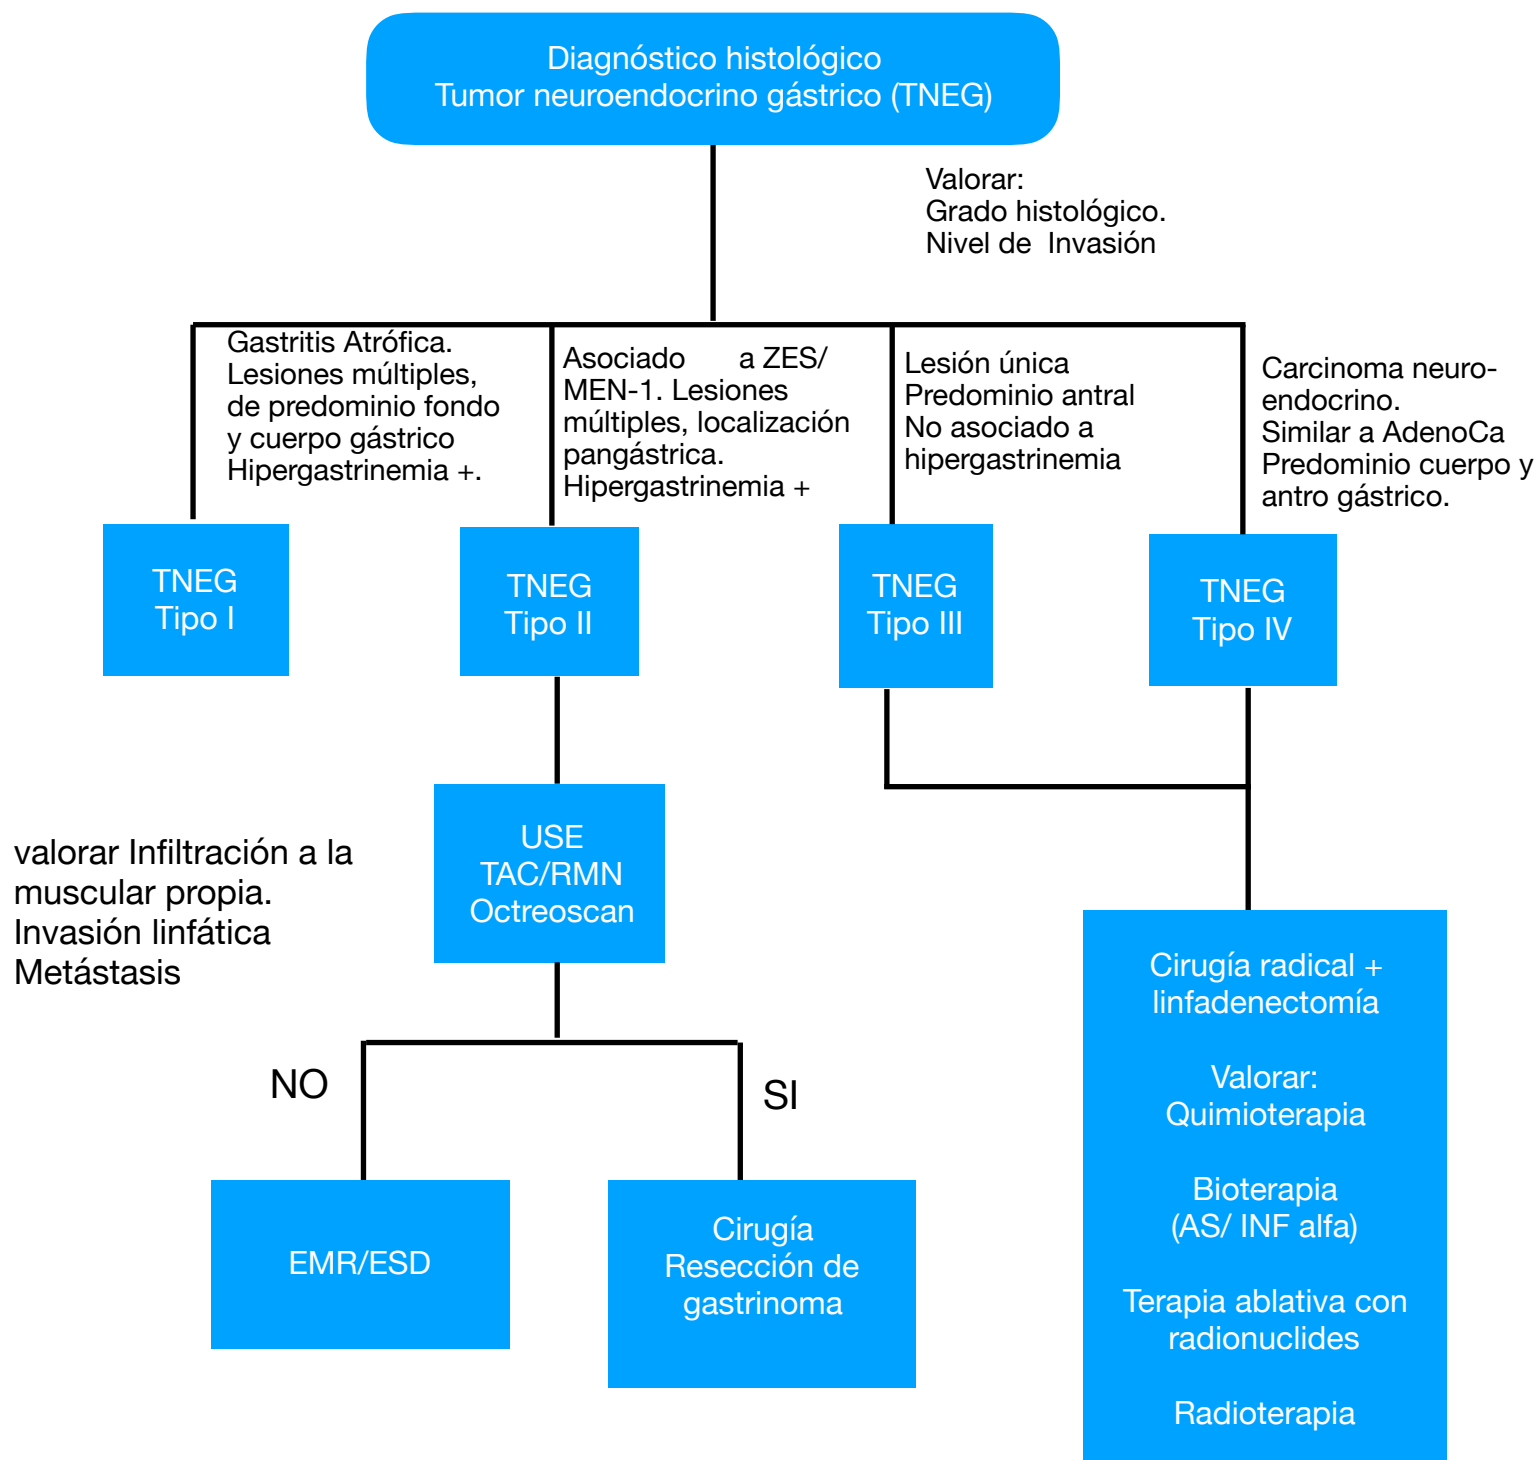 Diagnóstico histológico
Tumor neuroendocrino gástrico (TNEG)
Valorar:
Grado histológico.
Nivel de Invasión
Gastritis Atrófica.
Lesiones múltiples,
de predominio fondo
y cuerpo gástrico
Hipergastrinemia +.
Asociado a ZES/
MEN-1. Lesiones
múltiples, localización
pangástrica.
Hipergastrinemia +
Lesión única
Predominio antral
No asociado a
hipergastrinemia
Carcinoma neuro-
endocrino.
Similar a AdenoCa
Predominio cuerpo y
antro gástrico.
TNEG
Tipo I
TNEG
Tipo II
TNEG
Tipo III
TNEG
Tipo IV
valorar Infiltración a la
muscular propia.
Invasión linfática
Metástasis
USE
TAC/RMN
Octreoscan
NO
SI
EMR/ESD
Cirugía
Resección de
gastrinoma
Cirugía radical +
linfadenectomía
Valorar:
Quimioterapia
Bioterapia
(AS/ INF alfa)
Terapia ablativa con
radionuclides
Radioterapia